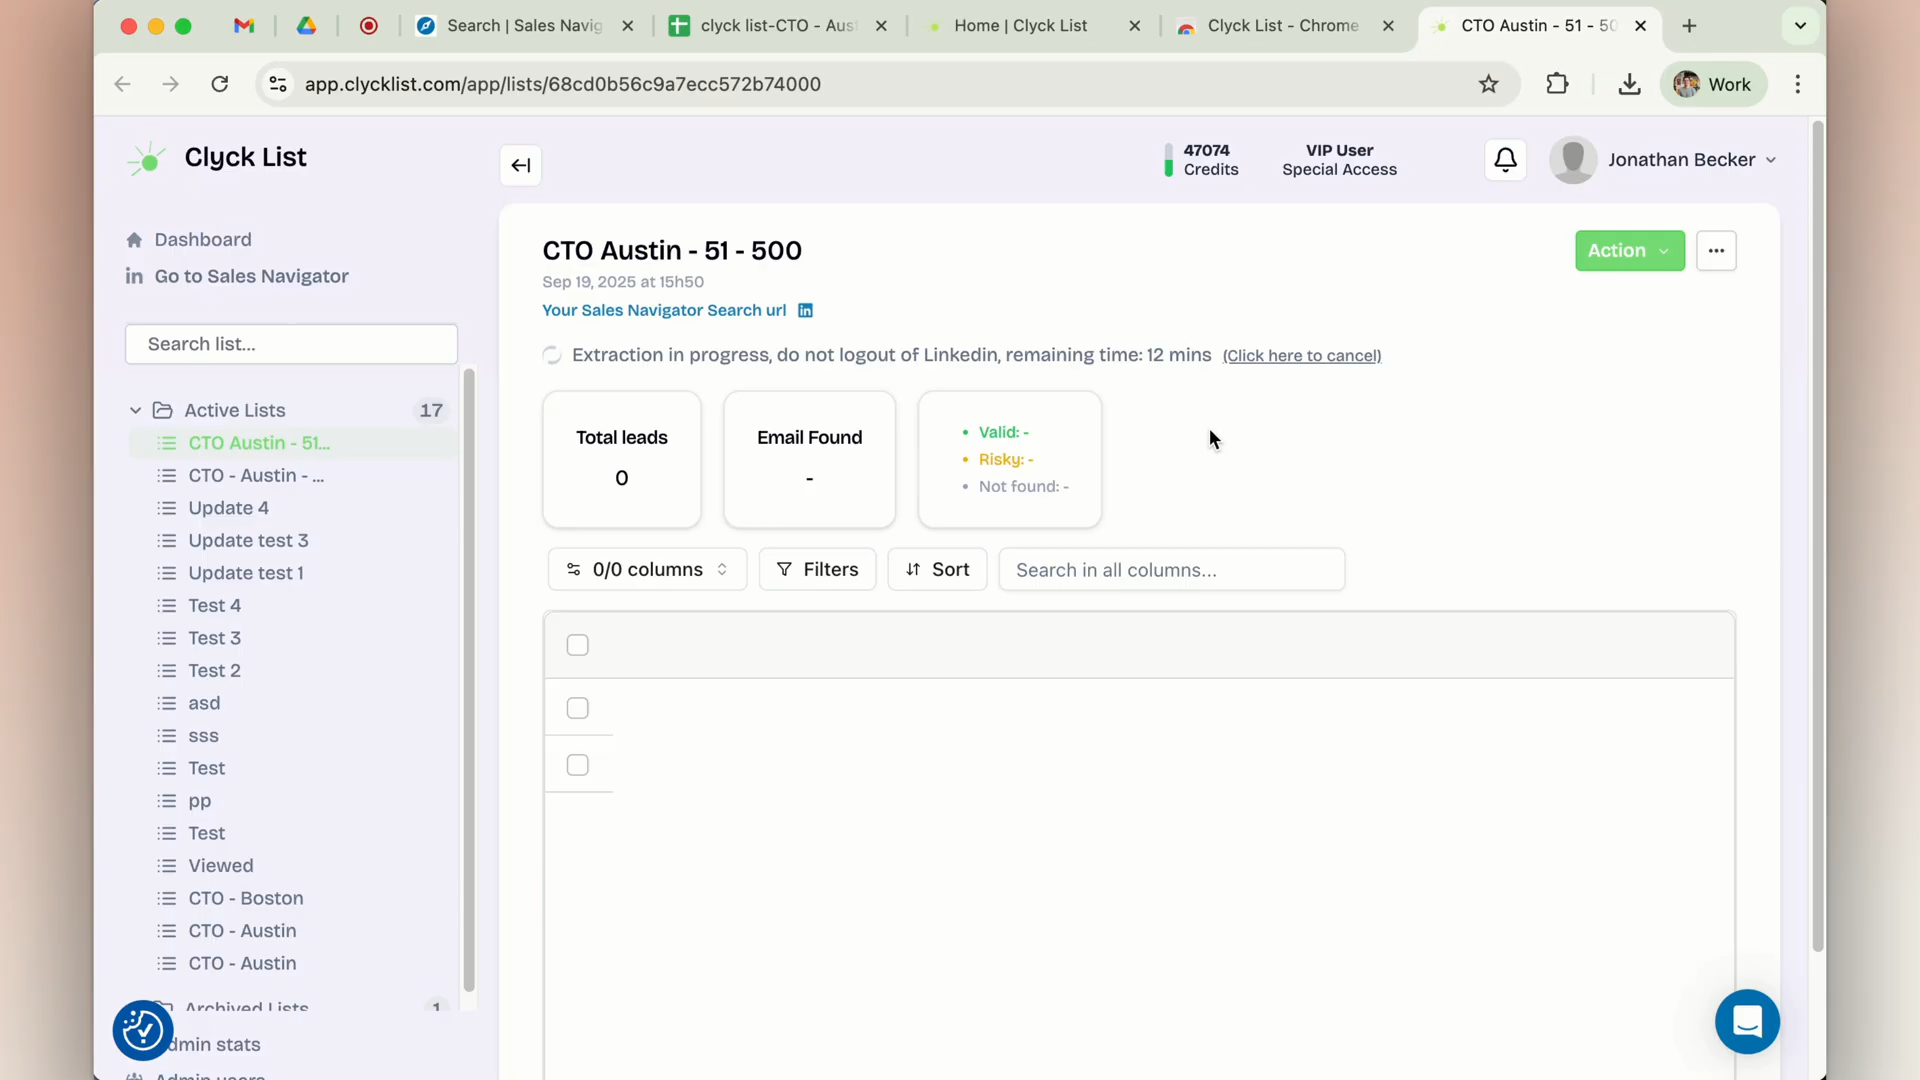 Search | Sales Navig
clyck list-CTO - Aus
Home | Clyck List
Clyck List - Chrome
CTO Austin - 51 - 50
app.clycklist.com/app/lists/68cd0b56c9a7ecc572b74000
Work
Clyck List
47074
Credits
VIP User
Special Access
Jonathan Becker
Dashboard
Go to Sales Navigator
Search list...
Active Lists
17
CTO Austin - 51...
CTO - Austin - ...
Update 4
Update test 3
Update test 1
Test 4
Test 3
Test 2
asd
sss
Test
pp
Test
Viewed
CTO - Boston
CTO - Austin
CTO - Austin
Archived Lists
1
dmin stats
Admin users
CTO Austin - 51 - 500
Action
Sep 19, 2025 at 15h50
Your Sales Navigator Search url
Extraction in progress, do not logout of Linkedin, remaining time: 12 mins (Click here to cancel)
Total leads
0
Email Found
-
Valid: -
Risky: -
Not found: -
0/0 columns
Filters
Sort
Search in all columns...